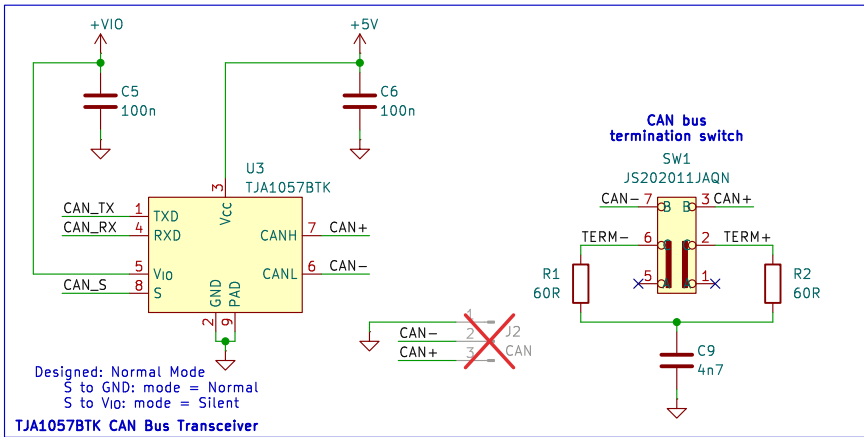 +VIO
+5V
C5
100n
C6
100n
CAN bus
termination switch
SW1
JS202011JAQN
U3
TJA1057BTK
3
VCC
CAN_TX 1 TXD
CAN_RX 4 RXD
5 VIO
CAN_S 8 S
CANH 7 CAN+
CANL 6 CAN-
GND PAD
2 9
CAN- 7 B B 3 CAN+
TERM- 6 2 TERM+
5 1
R1
60R
R2
60R
1
CAN- 2
CAN+ 3
J2
CAN
C9
4n7
Designed: Normal Mode
S to GND: mode = Normal
S to VIO: mode = Silent
TJA1057BTK CAN Bus Transceiver